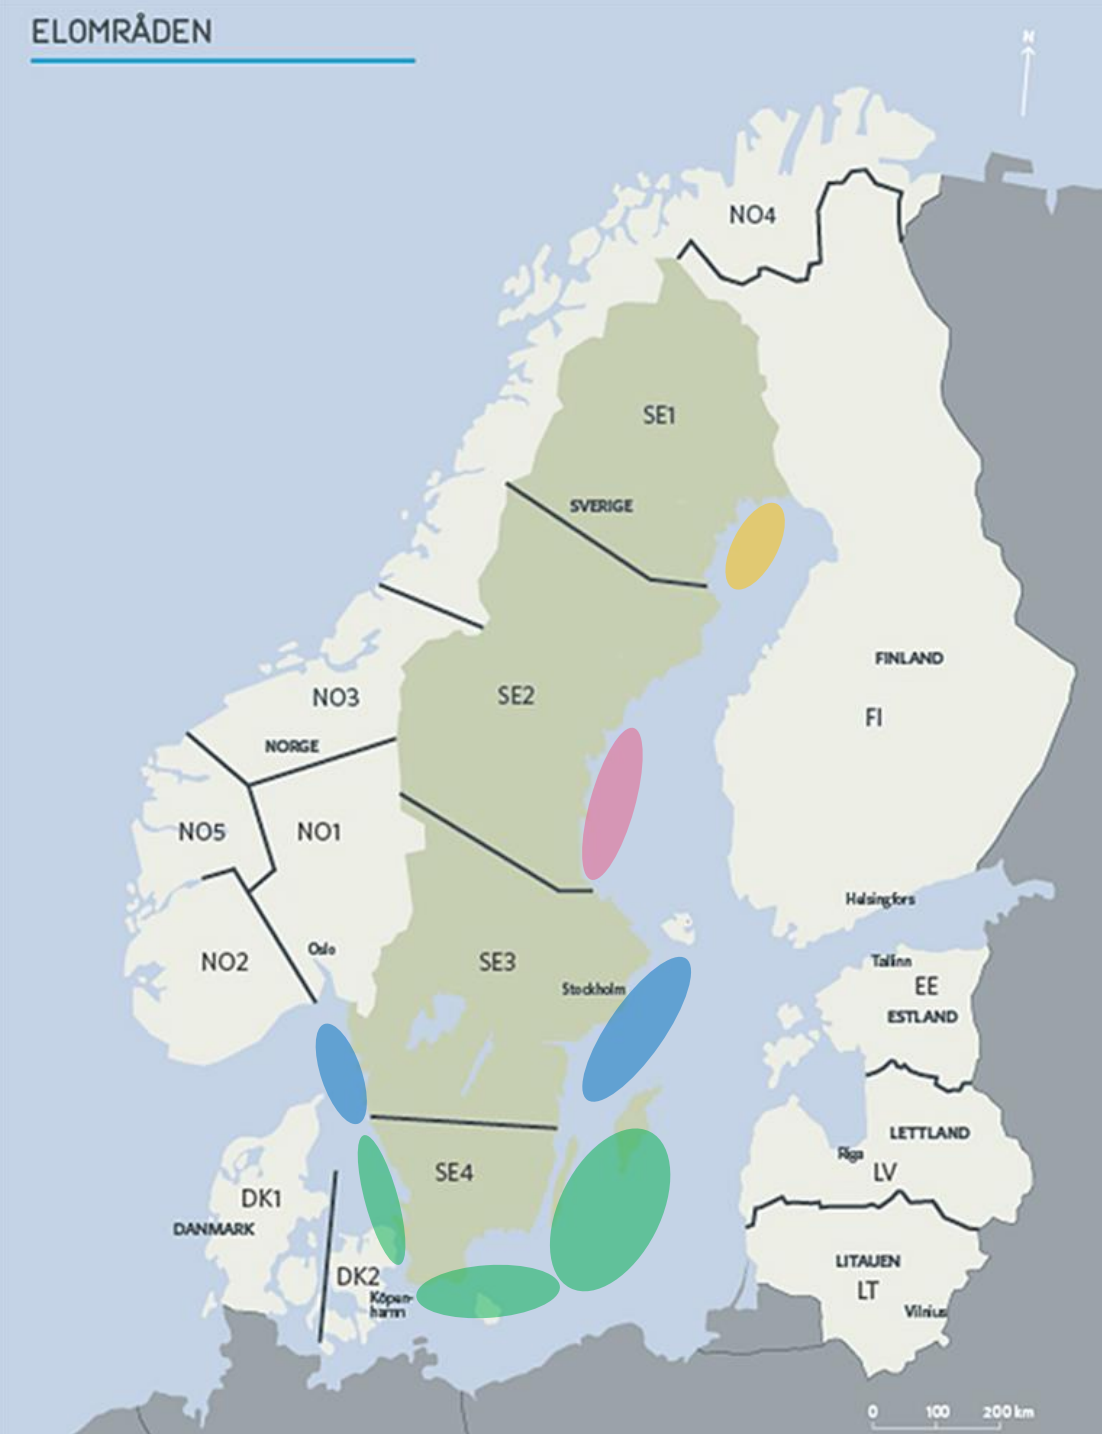 ELOMRÅDEN
N
NO4
SE1
SVERIGE
FINLAND
SE2
NO3
FI
NORGE
NO5
NO1
Helsingfors
Oslo
NO2
SE3
Tallinn
Stockholm
EE
ESTLAND
LETTLAND
Riga
LV
SE4
DK1
DANMARK
LITAUEN
DK2
LT
Köpen-
hamn
Vilnius
0 100 200 km